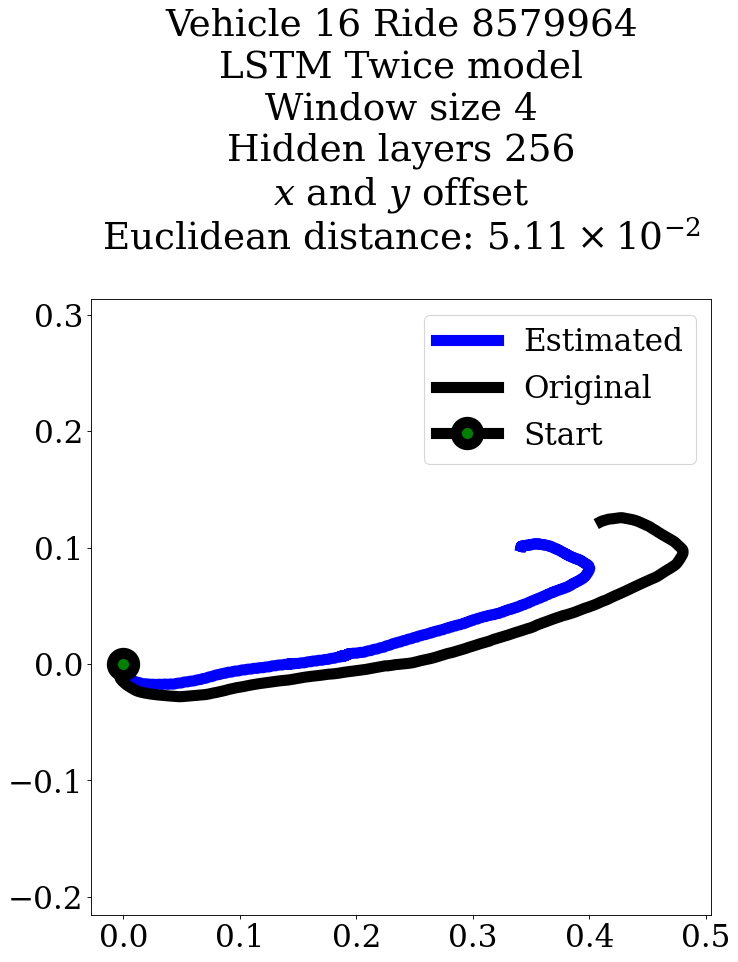 Vehicle 16 Ride 8579964
LSTM Twice model
Window size 4
Hidden layers 256
x and y offset
Euclidean distance: 5.11 × 10⁻²
0.3
0.2
0.1
0.0
−0.1
−0.2
Estimated
Original
Start
0.0 0.1 0.2 0.3 0.4 0.5